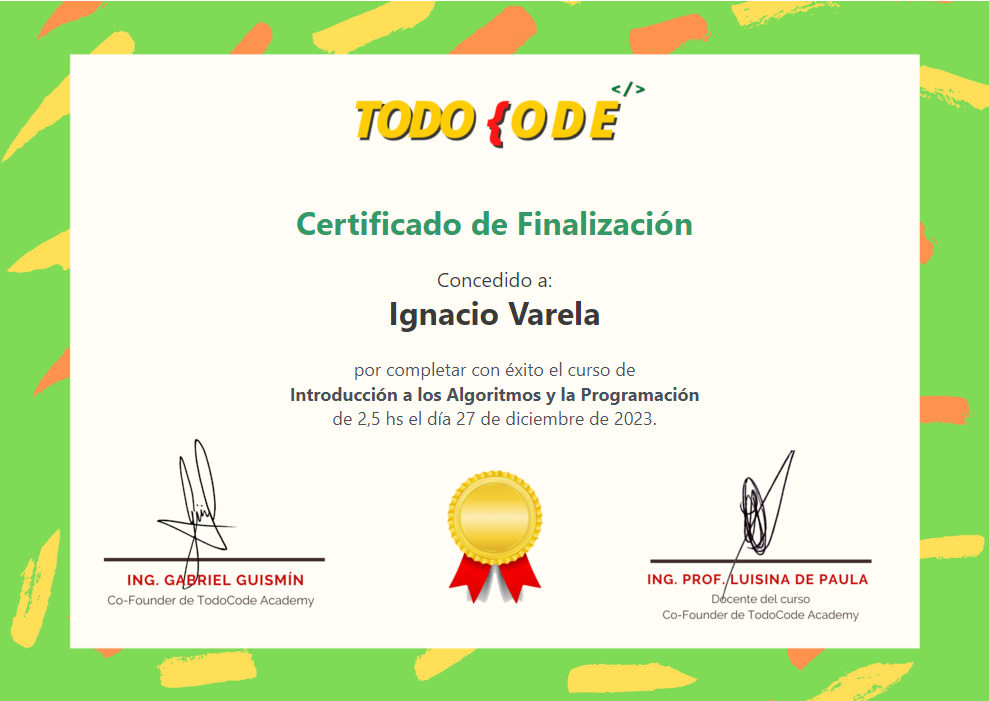 </>
TODO {ODE
Certificado de Finalización
Concedido a:
Ignacio Varela
por completar con éxito el curso de
Introducción a los Algoritmos y la Programación
de 2,5 hs el día 27 de diciembre de 2023.
ING. GABRIEL GUISMÍN
Co-Founder de TodoCode Academy
ING. PROF. LUISINA DE PAULA
Docente del curso
Co-Founder de TodoCode Academy